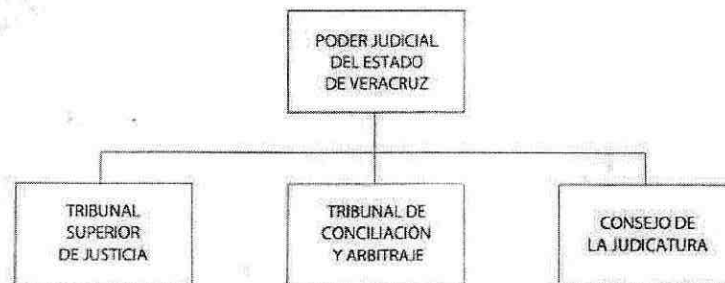 PODER JUDICIAL
DEL ESTADO
DE VERACRUZ
TRIBUNAL
SUPERIOR
DE JUSTICIA
TRIBUNAL DE
CONCILIACION
Y ARBITRAJE
CONSEJO DE
LA JUDICATURA